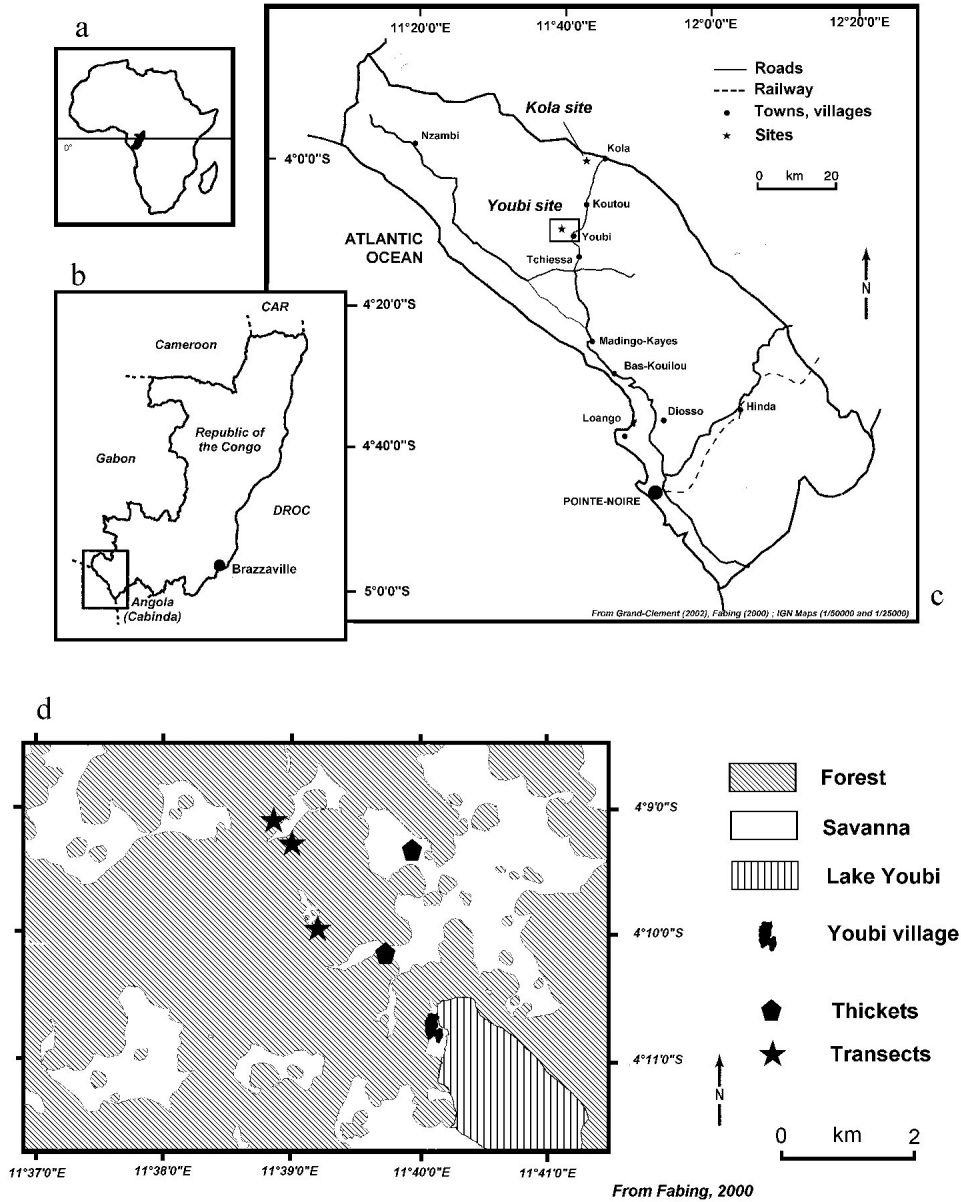 a
0°
b
CAR
Cameroon
Republic of
the Congo
Gabon
DROC
Brazzaville
Angola
(Cabinda)
11°20'0"E
11°40'0"E
12°0'0"E
12°20'0"E
Roads
Railway
Towns, villages
Sites
0 km 20
Kola site
Nzambi
Kola
4°0'0"S
Koutou
Youbi site
Youbi
ATLANTIC
OCEAN
Tchiessa
N
4°20'0"S
Madingo-Kayes
Bas-Kouilou
Loango
Diosso
Hinda
4°40'0"S
POINTE-NOIRE
5°0'0"S
From Grand-Clement (2002), Fabing (2000) ; IGN Maps (1/50000 and 1/25000)
c
d
4°9'0"S
4°10'0"S
4°11'0"S
11°37'0"E
11°38'0"E
11°39'0"E
11°40'0"E
11°41'0"E
Forest
Savanna
Lake Youbi
Youbi village
Thickets
Transects
N
0 km 2
From Fabing, 2000